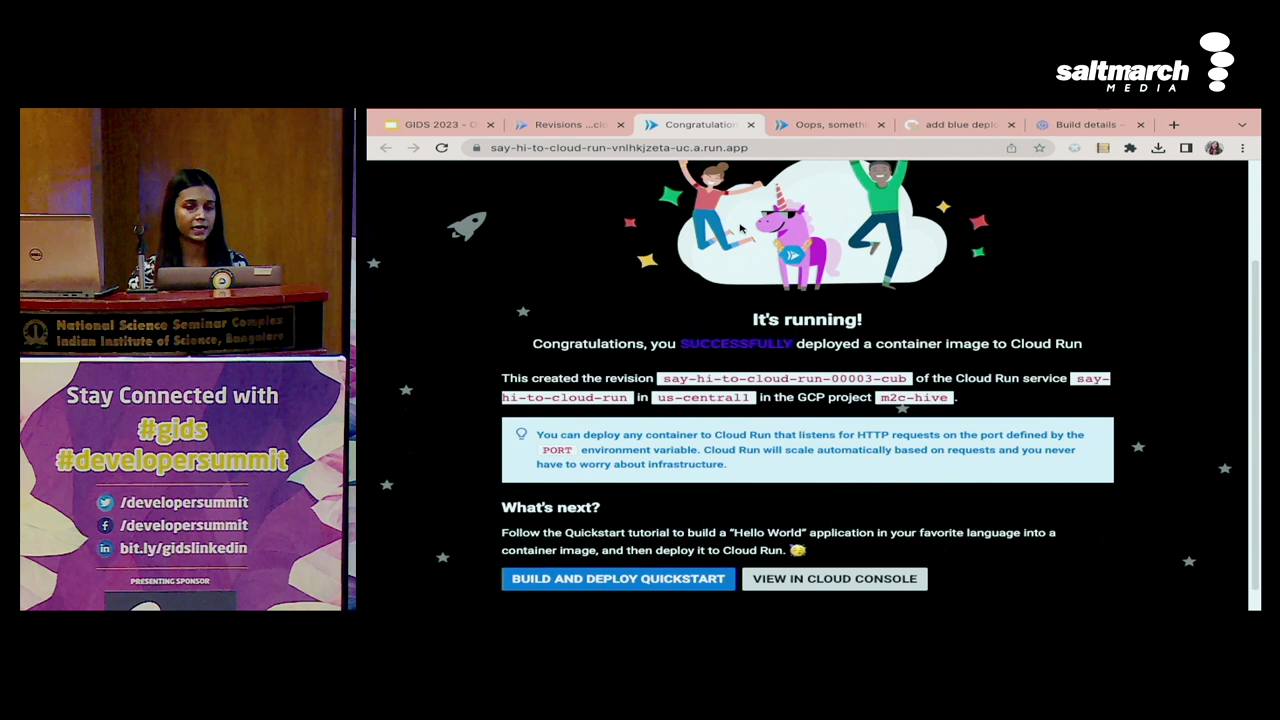 saltmarch
MEDIA
GIDS 2023 -
Revisions ...clo
Congratulation
Oops, somethi
add blue deplo
Build details –
say-hi-to-cloud-run-vnlhkjzeta-uc.a.run.app
It's running!
Congratulations, you SUCCESSFULLY deployed a container image to Cloud Run
This created the revision say-hi-to-cloud-run-00003-cub of the Cloud Run service say-
hi-to-cloud-run in us-central1 in the GCP project m2c-hive.
You can deploy any container to Cloud Run that listens for HTTP requests on the port defined by the
PORT environment variable. Cloud Run will scale automatically based on requests and you never
have to worry about infrastructure.
What's next?
Follow the Quickstart tutorial to build a “Hello World” application in your favorite language into a
container image, and then deploy it to Cloud Run. 🥳
BUILD AND DEPLOY QUICKSTART
VIEW IN CLOUD CONSOLE
DELL
National Science Seminar Complex
Indian Institute of Science, Bangalore
Stay Connected with
#gids
#developersummit
/developersummit
/developersummit
in bit.ly/gidslinkedin
PRESENTING SPONSOR